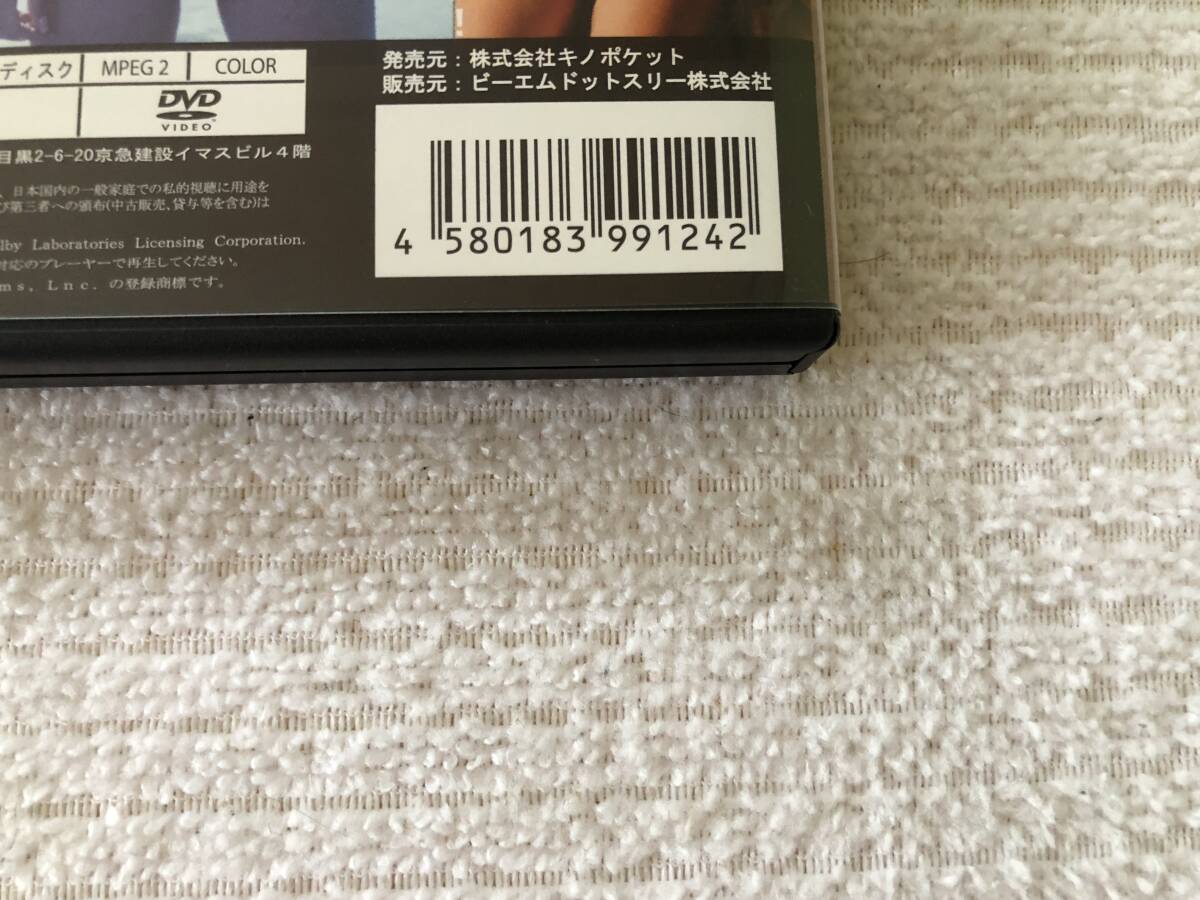 ディスク MPEG 2 COLOR
DVD
VIDEO
目黒2-6-20京急建設イマスビル4階
、日本国内の一般家庭での私的視聴に用途を
び第三者への頒布(中古販売、貸与等を含む)は
lby Laboratories Licensing Corporation.
対応のプレーヤーで再生してください。
ms, Lnc. の登録商標です。
発売元：株式会社キノポケット
販売元：ビーエムドットスリー株式会社
4 580183 991242